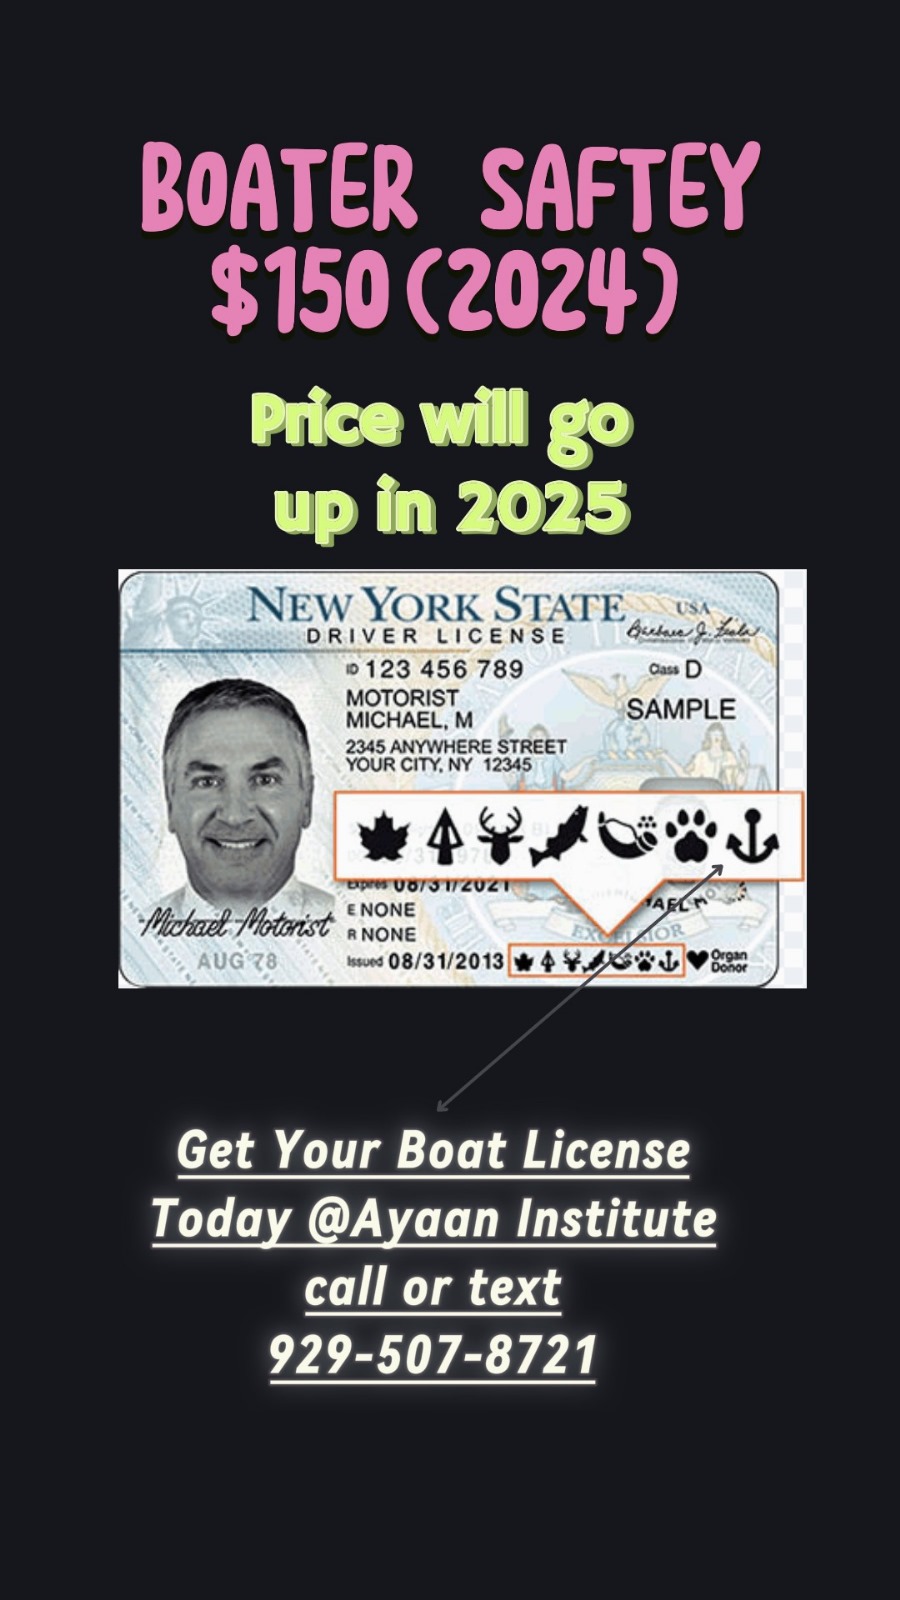 BOATER SAFTEY
$150(2024)
Price will go
up in 2025
NEW YORK STATE
USA
DRIVER LICENSE
ID 123 456 789
Class D
MOTORIST
MICHAEL, M
SAMPLE
2345 ANYWHERE STREET
YOUR CITY, NY 12345
Expires 08/31/2021
E NONE
R NONE
EXCELSIOR
Michael Motorist
AUG 78
Issued 08/31/2013
Organ
Donor
Get Your Boat License
Today @Ayaan Institute
call or text
929-507-8721